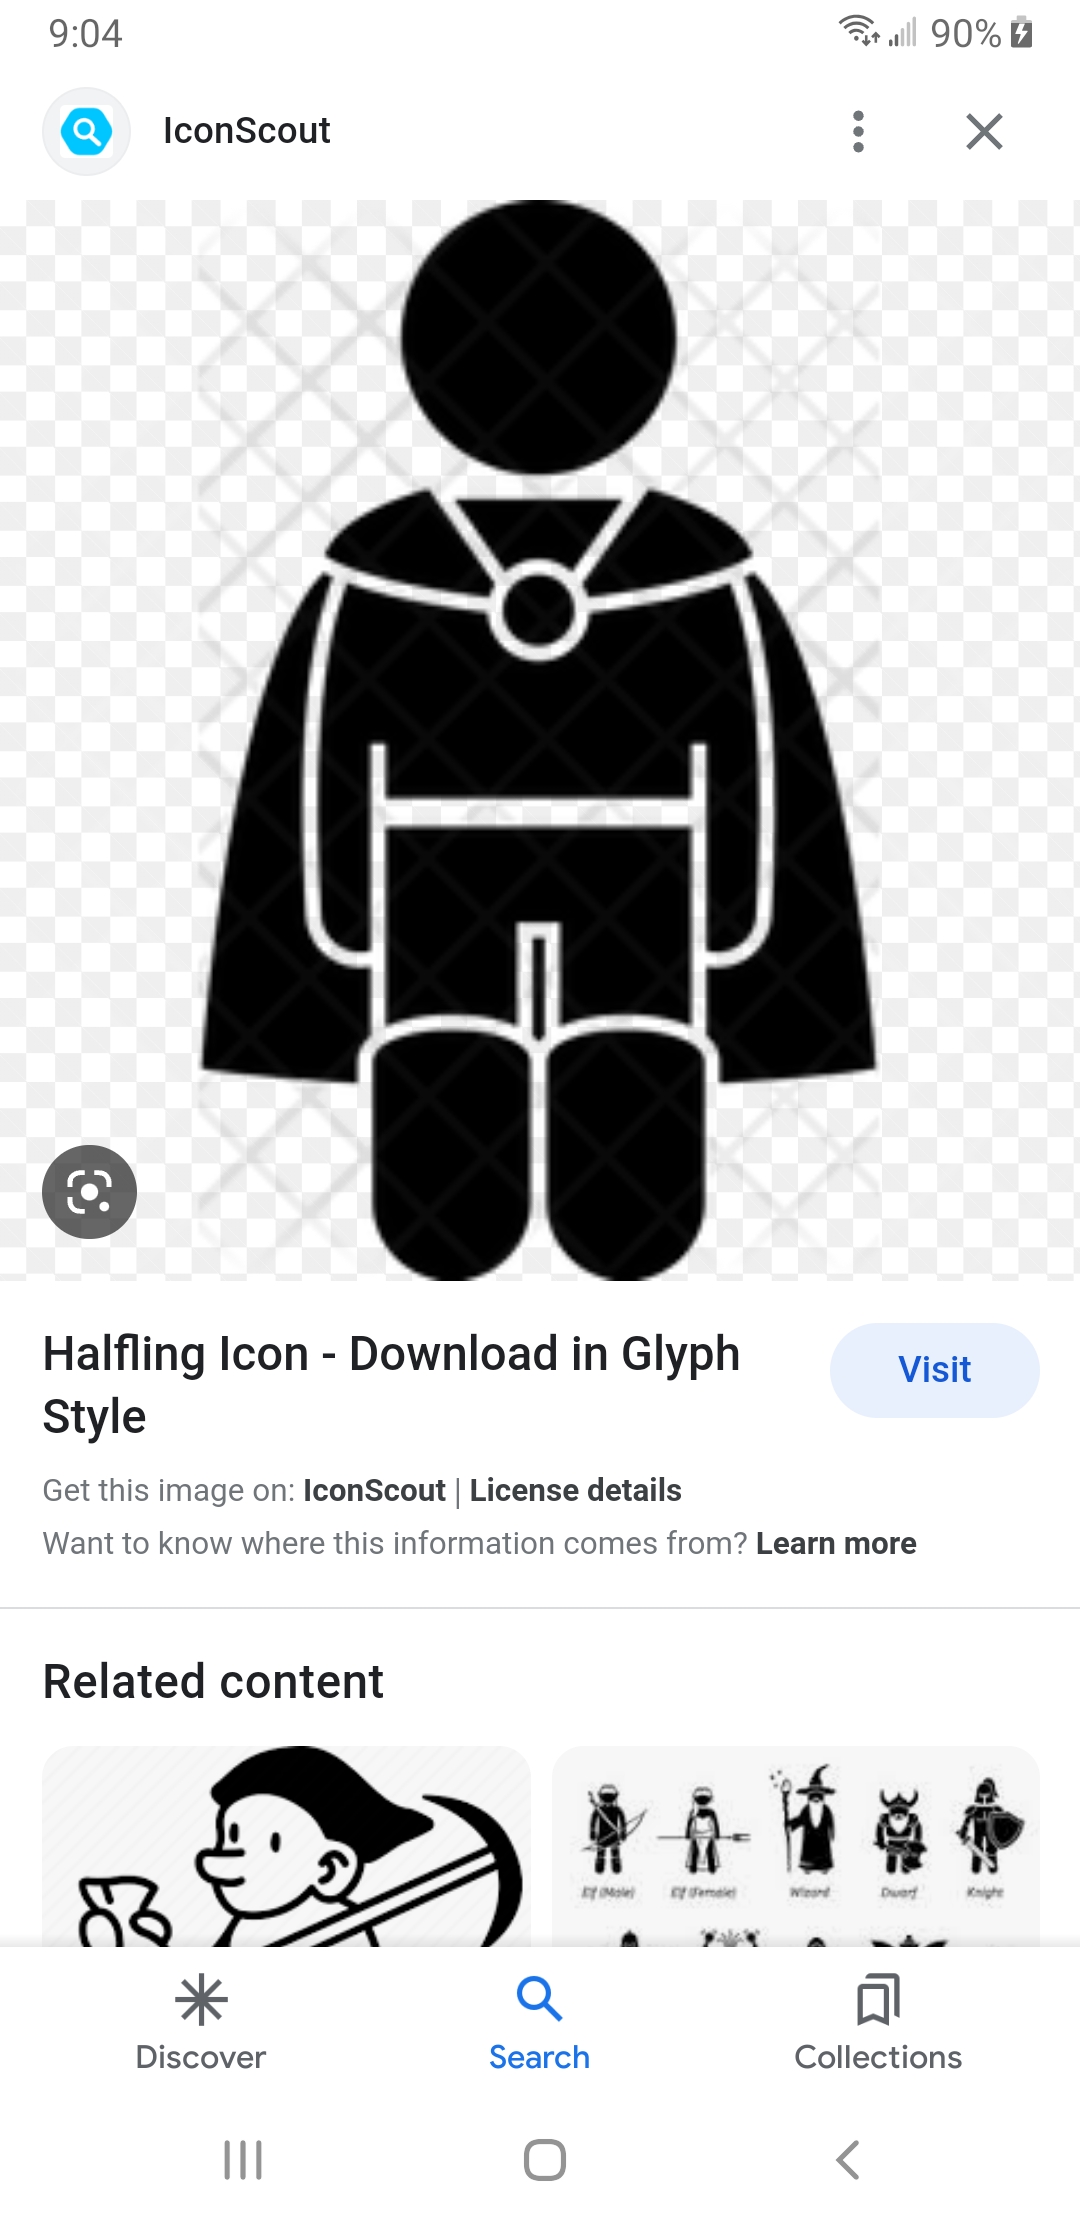 9:04
90%
IconScout
Halfling Icon - Download in Glyph
Style
Visit
Get this image on: IconScout | License details
Want to know where this information comes from? Learn more
Related content
Elf (Male)
Elf (Female)
Wizard
Dwarf
Knight
Discover
Search
Collections